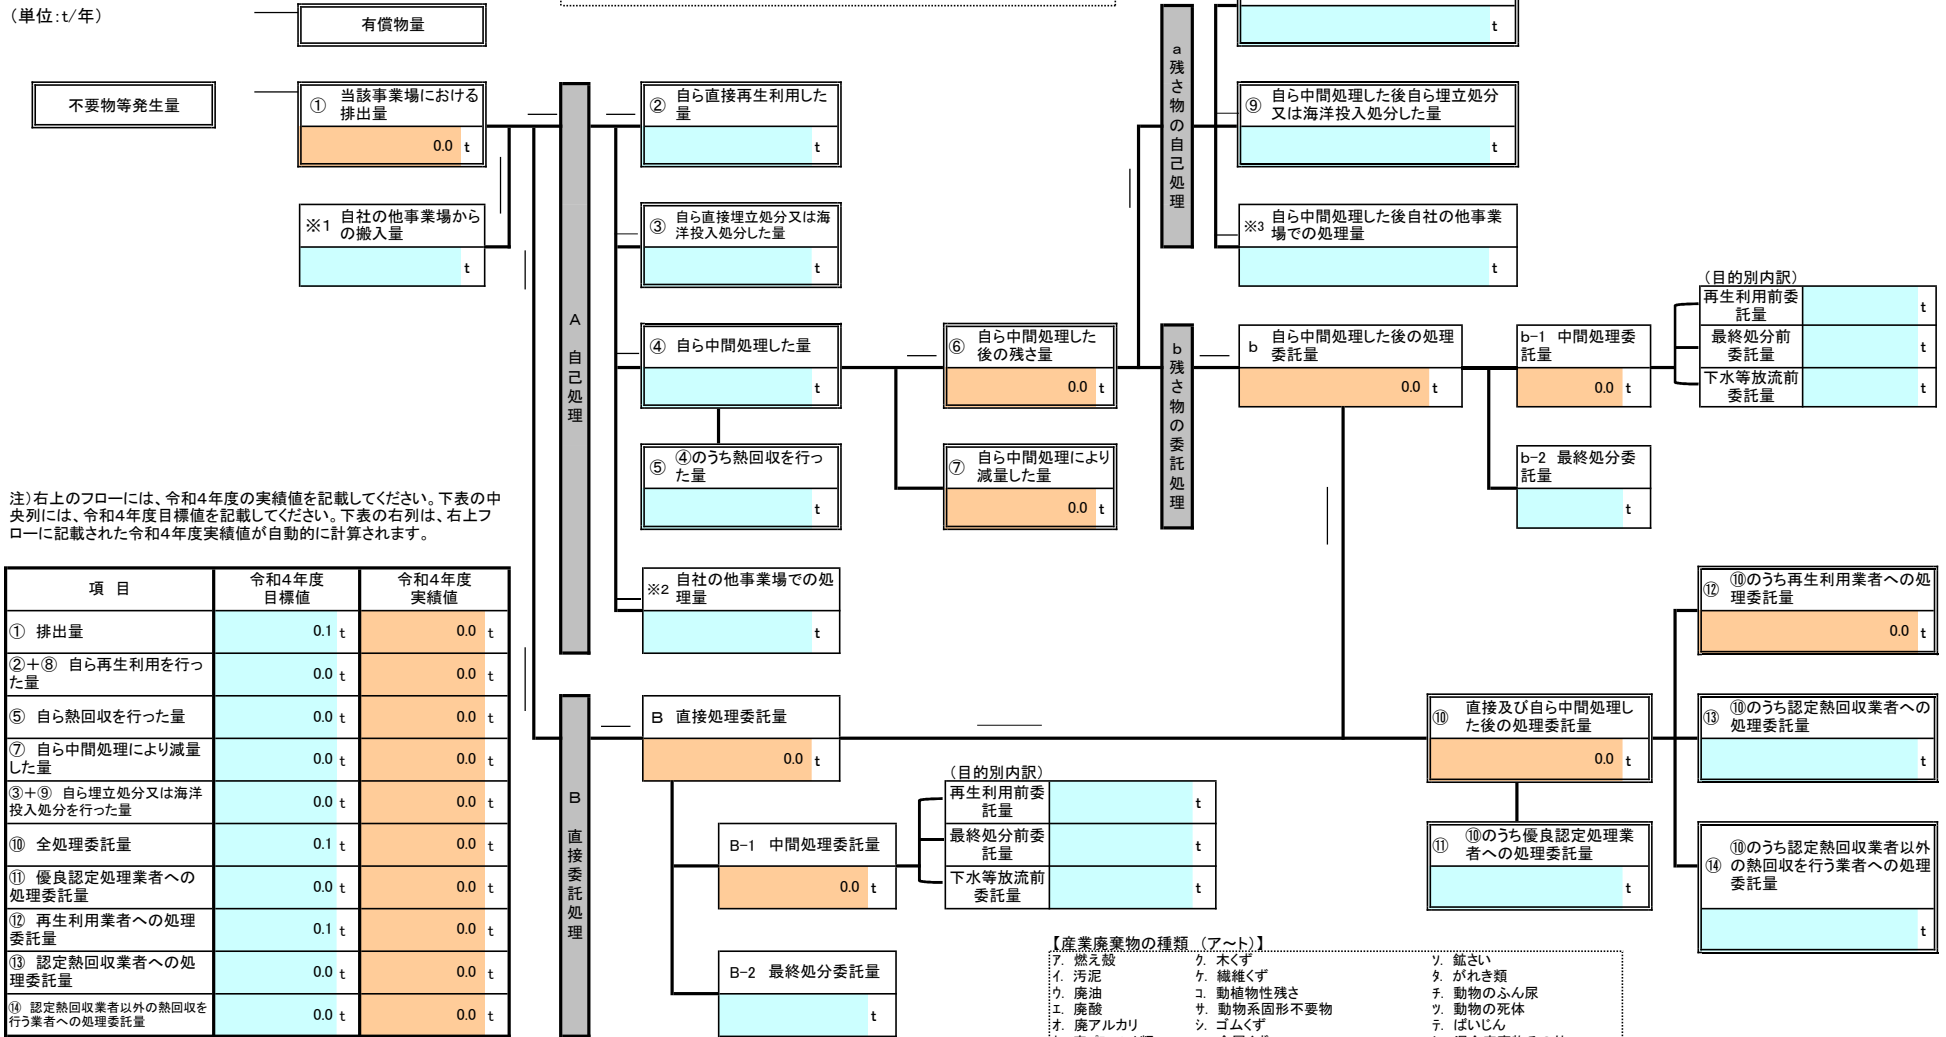 (単位:t/年)
有償物量
t
不要物等発生量
① 当該事業場における
排出量
0.0 t
※1 自社の他事業場から
の搬入量
t
A 自己処理
② 自ら直接再生利用した
量
t
③ 自ら直接埋立処分又は海
洋投入処分した量
t
④ 自ら中間処理した量
t
⑤ ④のうち熱回収を行っ
た量
t
※2 自社の他事業場での処
理量
t
⑥ 自ら中間処理した
後の残さ量
0.0 t
⑦ 自ら中間処理により
減量した量
0.0 t
a 残さ物の自己処理
⑨ 自ら中間処理した後自ら埋立処分
又は海洋投入処分した量
t
※3 自ら中間処理した後自社の他事業
場での処理量
t
b 残さ物の委託処理
b 自ら中間処理した後の処理
委託量
0.0 t
b-1 中間処理委
託量
0.0 t
b-2 最終処分委
託量
t
(目的別内訳)
再生利用前委
託量
t
最終処分前
委託量
t
下水等放流前
委託量
t
注)右上のフローには、令和4年度の実績値を記載してください。下表の中
央列には、令和4年度目標値を記載してください。下表の右列は、右上フ
ローに記載された令和4年度実績値が自動的に計算されます。
項 目
令和4年度
目標値
令和4年度
実績値
① 排出量 0.1 t 0.0 t
②+⑧ 自ら再生利用を行っ
た量 0.0 t 0.0 t
⑤ 自ら熱回収を行った量 0.0 t 0.0 t
⑦ 自ら中間処理により減量
した量 0.0 t 0.0 t
③+⑨ 自ら埋立処分又は海洋
投入処分を行った量 0.0 t 0.0 t
⑩ 全処理委託量 0.1 t 0.0 t
⑪ 優良認定処理業者への
処理委託量 0.0 t 0.0 t
⑫ 再生利用業者への処理
委託量 0.1 t 0.0 t
⑬ 認定熱回収業者への処
理委託量 0.0 t 0.0 t
⑭ 認定熱回収業者以外の熱回収を
行う業者への処理委託量 0.0 t 0.0 t
B 直接委託処理
B 直接処理委託量
0.0 t
B-1 中間処理委託量
0.0 t
B-2 最終処分委託量
t
(目的別内訳)
再生利用前委
託量
t
最終処分前委
託量
t
下水等放流前
委託量
t
⑩ 直接及び自ら中間処理し
た後の処理委託量
0.0 t
⑪ ⑩のうち優良認定処理業
者への処理委託量
t
⑫ ⑩のうち再生利用業者への処
理委託量
0.0 t
⑬ ⑩のうち認定熱回収業者への
処理委託量
t
⑭ ⑩のうち認定熱回収業者以外
の熱回収を行う業者への処理
委託量
t
【産業廃棄物の種類 (ア~ト)】
ア. 燃え殻 ク. 木くず ソ. 鉱さい
イ. 汚泥 ケ. 繊維くず タ. がれき類
ウ. 廃油 コ. 動植物性残さ チ. 動物のふん尿
エ. 廃酸 サ. 動物系固形不要物 ツ. 動物の死体
オ. 廃アルカリ シ. ゴムくず テ. ばいじん